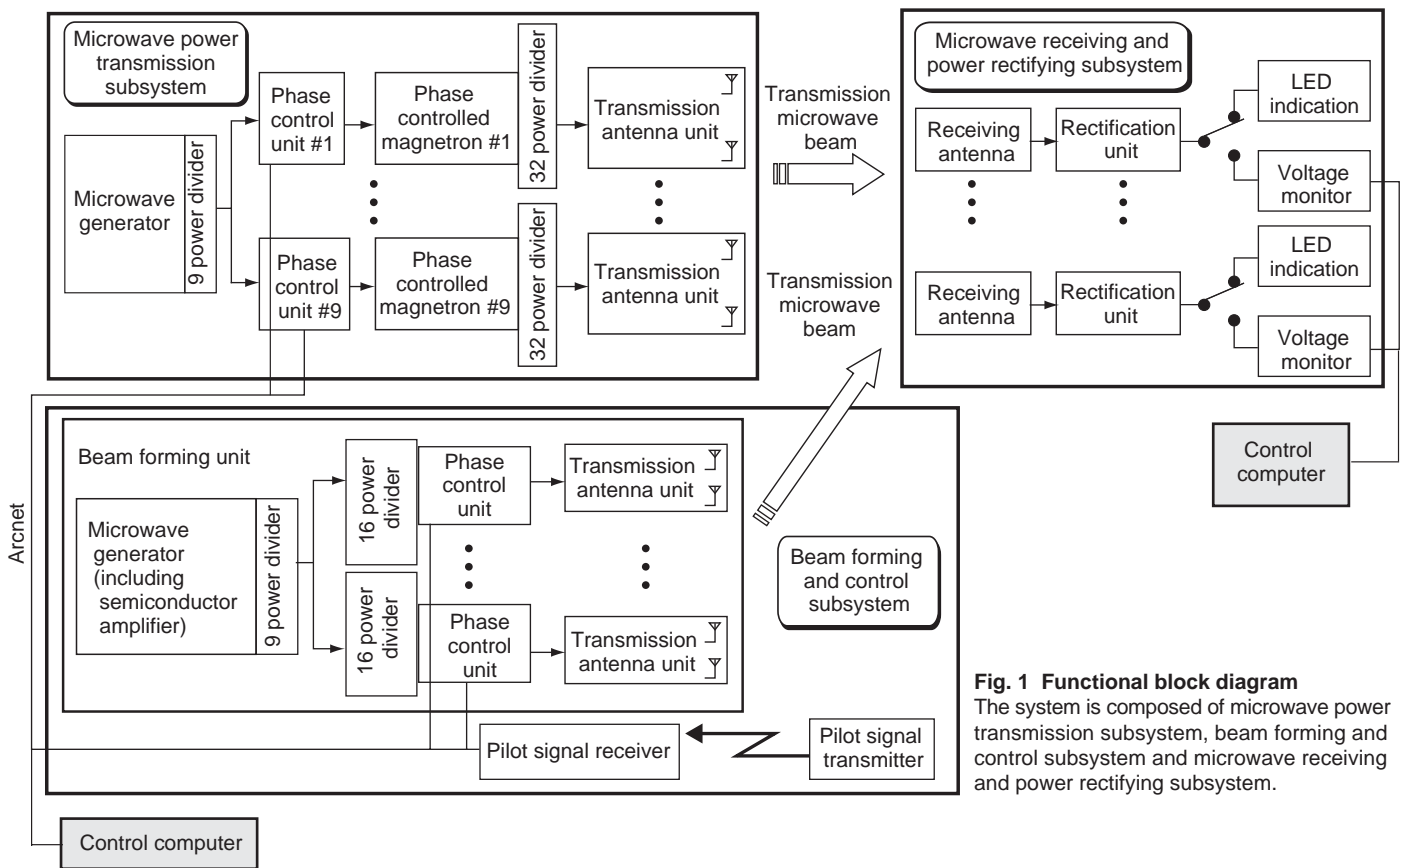 Microwave power
transmission
subsystem
Microwave
generator
9 power divider
Phase
control
unit #1
Phase
controlled
magnetron #1
32 power divider
Transmission
antenna unit
Phase
control
unit #9
Phase
controlled
magnetron #9
32 power divider
Transmission
antenna unit
Transmission
microwave
beam
Transmission
microwave
beam
Microwave receiving and
power rectifying subsystem
Receiving
antenna
Rectification
unit
LED
indication
Voltage
monitor
Receiving
antenna
Rectification
unit
LED
indication
Voltage
monitor
Control
computer
Arcnet
Beam forming unit
Microwave
generator
(including
semiconductor
amplifier)
9 power divider
16 power
divider
Phase
control
unit
Transmission
antenna unit
16 power
divider
Phase
control
unit
Transmission
antenna unit
Beam forming
and control
subsystem
Pilot signal receiver
Pilot signal
transmitter
Control computer
Fig. 1 Functional block diagram
The system is composed of microwave power
transmission subsystem, beam forming and
control subsystem and microwave receiving
and power rectifying subsystem.